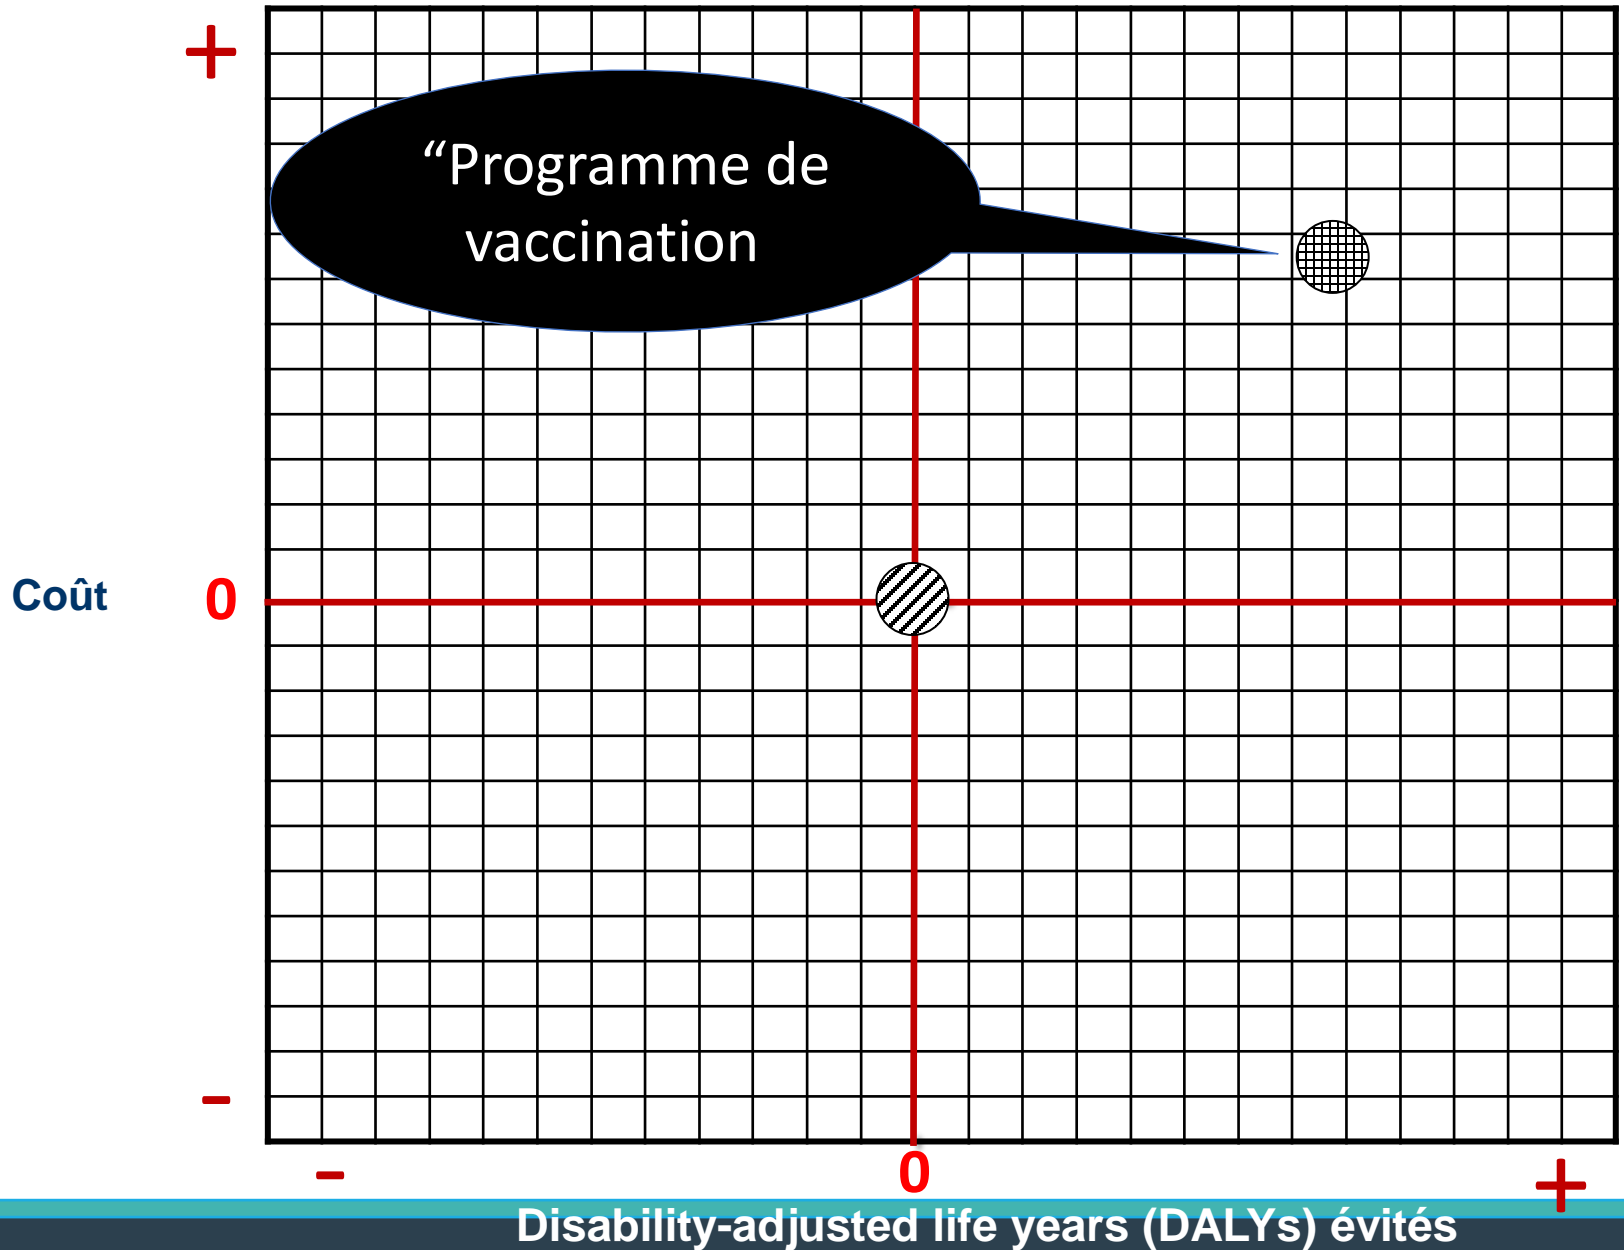 +
“Programme de
vaccination
Coût
0
-
-
0
+
Disability-adjusted life years (DALYs) évités